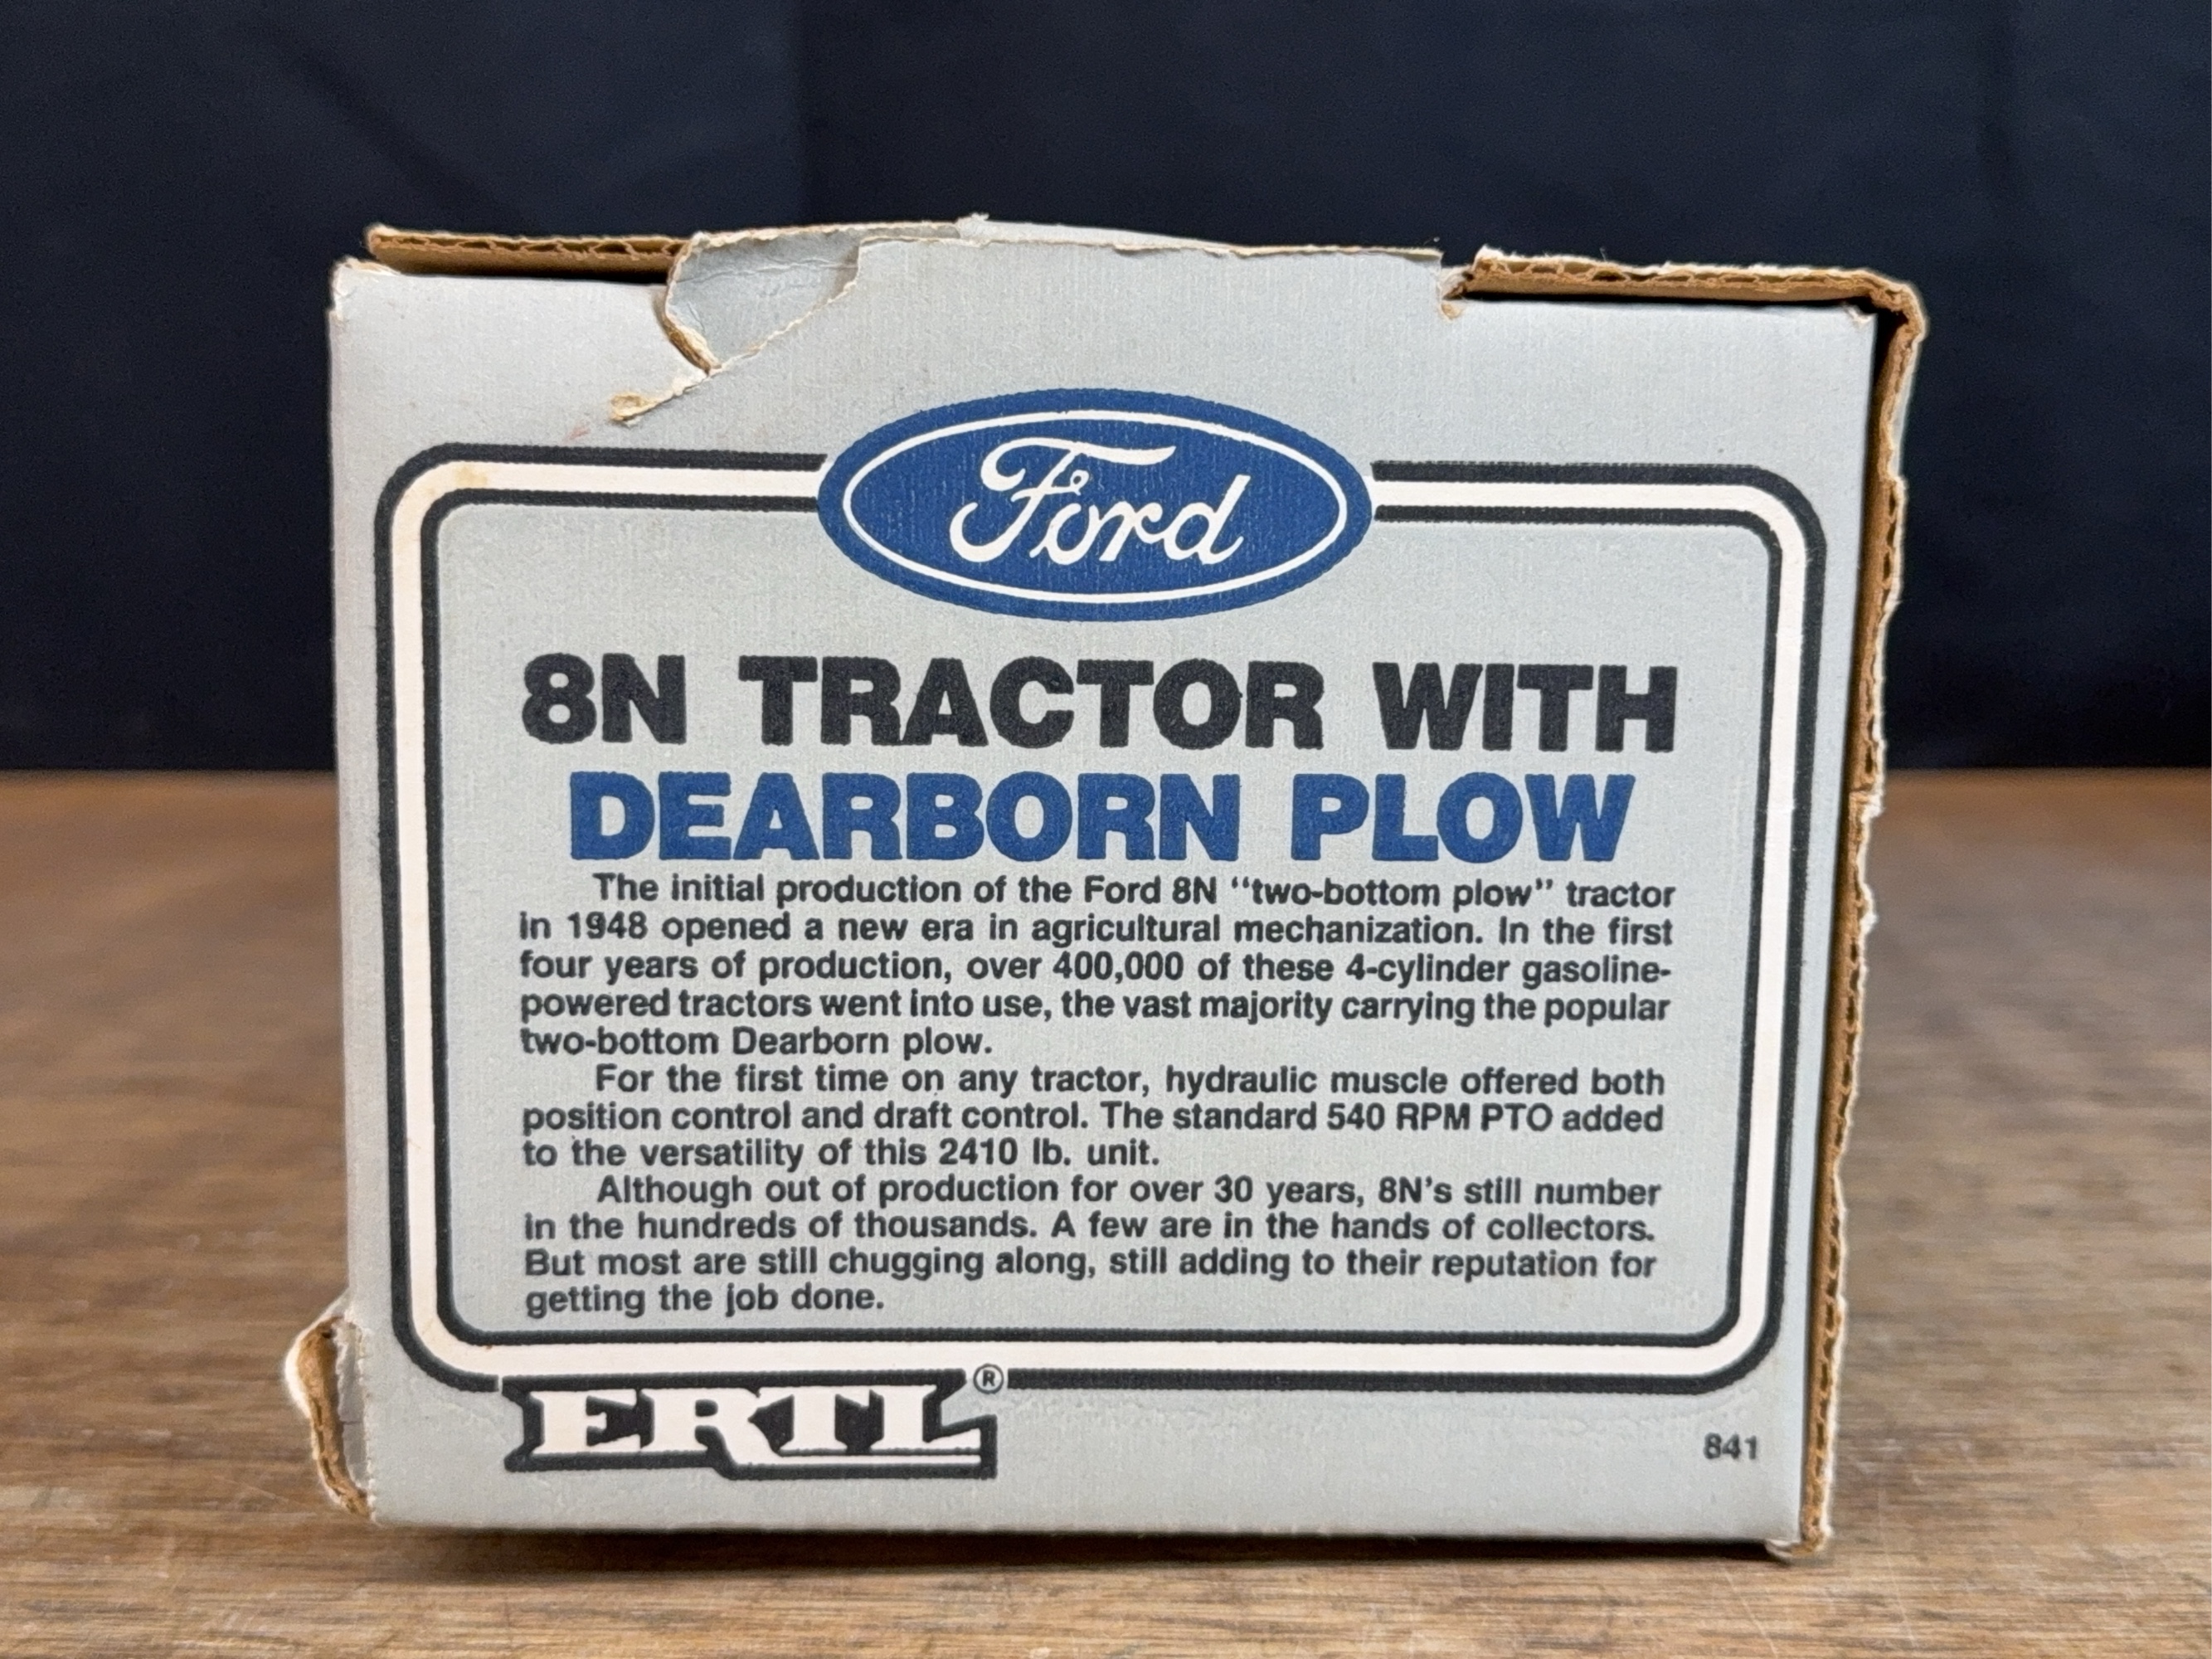 Ford
8N TRACTOR WITH
DEARBORN PLOW
The initial production of the Ford 8N “two-bottom plow” tractor
in 1948 opened a new era in agricultural mechanization. In the first
four years of production, over 400,000 of these 4-cylinder gasoline-
powered tractors went into use, the vast majority carrying the popular
two-bottom Dearborn plow.
For the first time on any tractor, hydraulic muscle offered both
position control and draft control. The standard 540 RPM PTO added
to the versatility of this 2410 lb. unit.
Although out of production for over 30 years, 8N's still number
in the hundreds of thousands. A few are in the hands of collectors.
But most are still chugging along, still adding to their reputation for
getting the job done.
ERTL®
841